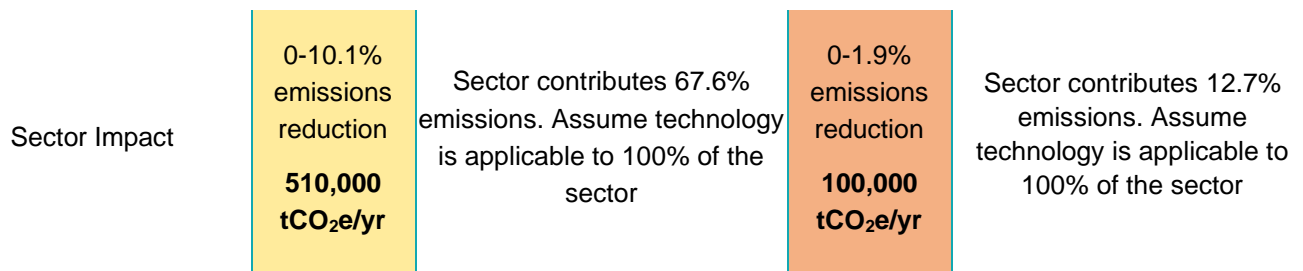 Sector Impact
0-10.1%
emissions
reduction
510,000
tCO₂e/yr
Sector contributes 67.6%
emissions. Assume technology
is applicable to 100% of the
sector
0-1.9%
emissions
reduction
100,000
tCO₂e/yr
Sector contributes 12.7%
emissions. Assume
technology is applicable to
100% of the sector